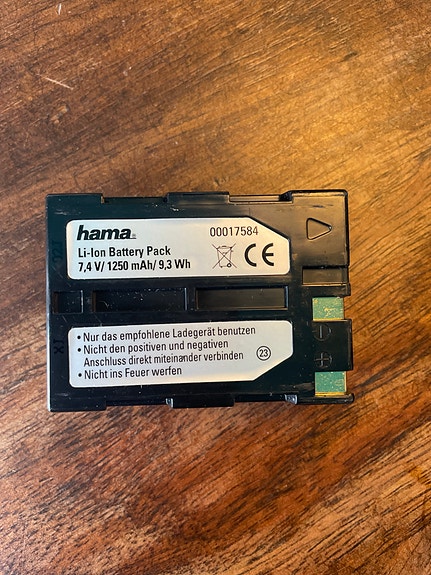 hama®
00017584
Li-Ion Battery Pack
7,4 V/ 1250 mAh/ 9,3 Wh
CE
• Nur das empfohlene Ladegerät benutzen
• Nicht den positiven und negativen
Anschluss direkt miteinander verbinden
• Nicht ins Feuer werfen
23